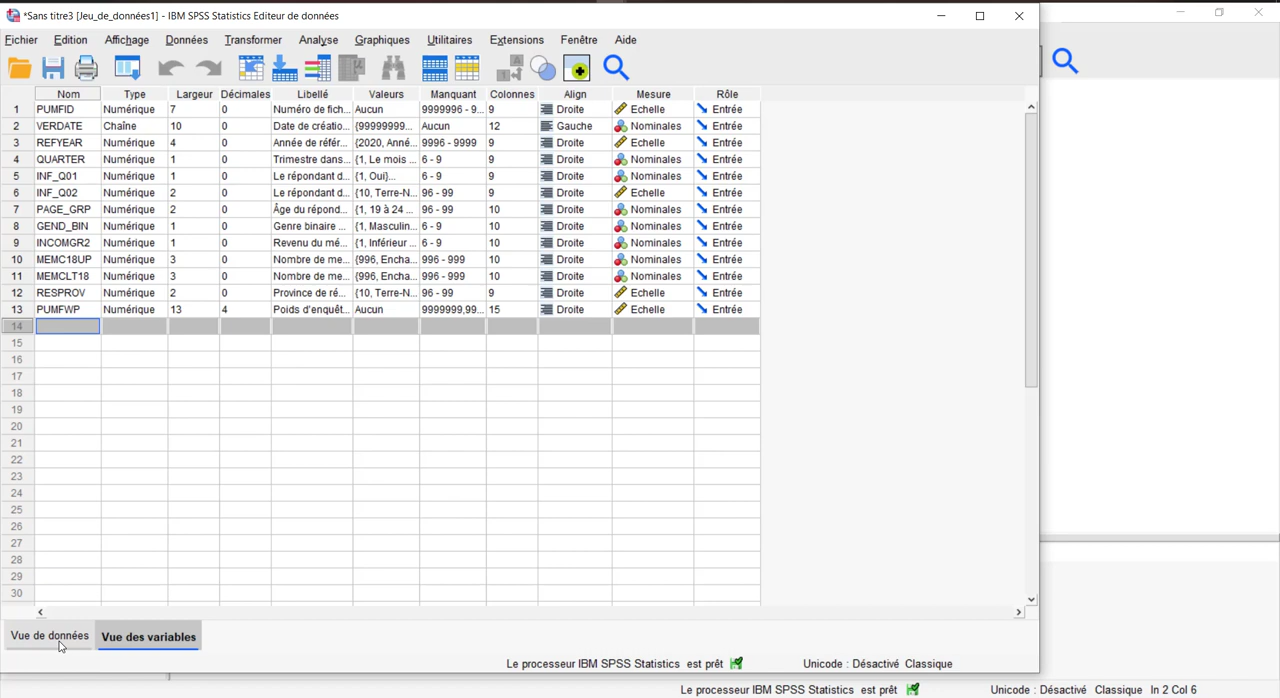 *Sans titre3 [Jeu_de_données1] - IBM SPSS Statistics Editeur de données
Fichier Edition Affichage Données Transformer Analyse Graphiques Utilitaires Extensions Fenêtre Aide
Nom Type Largeur Décimales Libellé Valeurs Manquant Colonnes Align Mesure Rôle
1 PUMFID Numérique 7 0 Numéro de fich... Aucun 9999996 - 9... 9 Droite Echelle Entrée
2 VERDATE Chaîne 10 0 Date de créatio... {99999999... Aucun 12 Gauche Nominales Entrée
3 REFYEAR Numérique 4 0 Année de référ... {2020, Anné... 9996 - 9999 9 Droite Echelle Entrée
4 QUARTER Numérique 1 0 Trimestre dans... {1, Le mois ... 6 - 9 9 Droite Nominales Entrée
5 INF_Q01 Numérique 1 0 Le répondant d... {1, Oui}... 6 - 9 9 Droite Nominales Entrée
6 INF_Q02 Numérique 2 0 Le répondant d... {10, Terre-N... 96 - 99 9 Droite Echelle Entrée
7 PAGE_GRP Numérique 2 0 Âge du répond... {1, 19 à 24 ... 96 - 99 10 Droite Nominales Entrée
8 GEND_BIN Numérique 1 0 Genre binaire ... {1, Masculin... 6 - 9 10 Droite Nominales Entrée
9 INCOMGR2 Numérique 1 0 Revenu du mé... {1, Inférieur ... 6 - 9 10 Droite Nominales Entrée
10 MEMC18UP Numérique 3 0 Nombre de me... {996, Encha... 996 - 999 10 Droite Nominales Entrée
11 MEMCLT18 Numérique 3 0 Nombre de me... {996, Encha... 996 - 999 10 Droite Nominales Entrée
12 RESPROV Numérique 2 0 Province de ré... {10, Terre-N... 96 - 99 9 Droite Echelle Entrée
13 PUMFWP Numérique 13 4 Poids d'enquêt... Aucun 9999999,99... 15 Droite Echelle Entrée
14
15
16
17
18
19
20
21
22
23
24
25
26
27
28
29
30
Vue de données Vue des variables
Le processeur IBM SPSS Statistics est prêt Unicode : Désactivé Classique
Le processeur IBM SPSS Statistics est prêt Unicode : Désactivé Classique In 2 Col 6